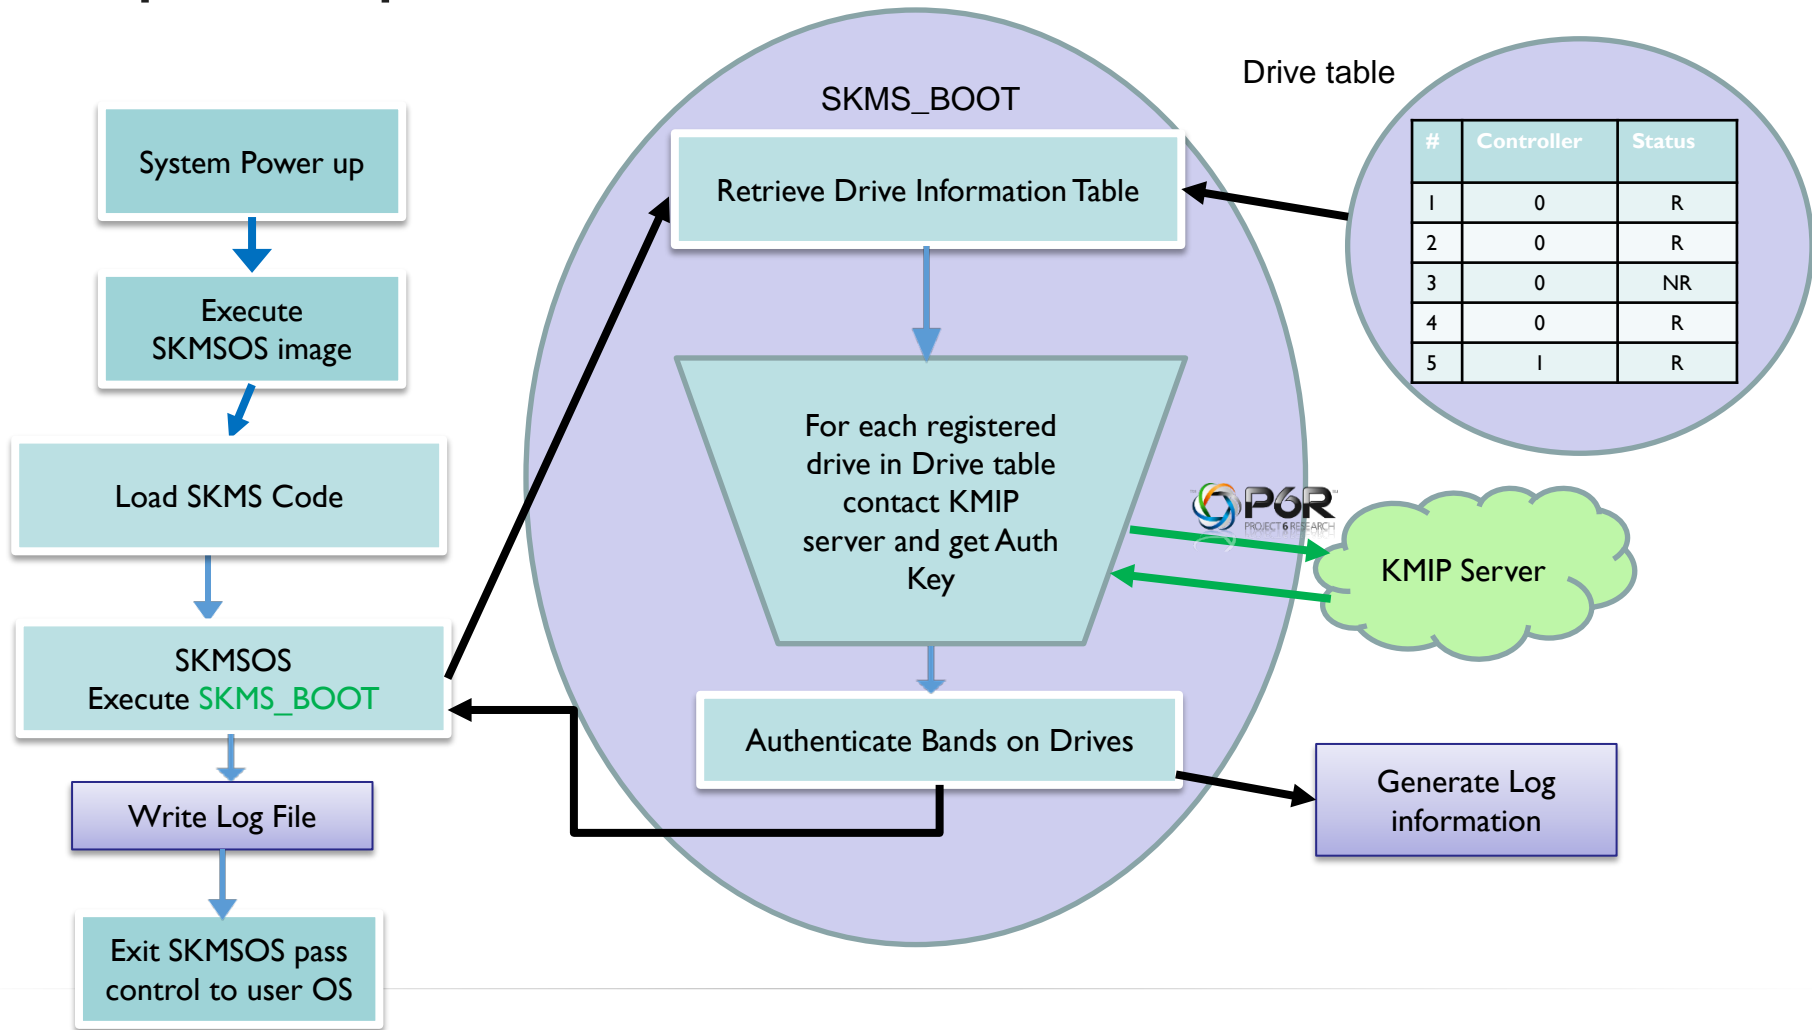 System Power up
Execute
SKMSOS image
Load SKMS Code
SKMSOS
Execute SKMS_BOOT
Write Log File
Exit SKMSOS pass
control to user OS
SKMS_BOOT
Retrieve Drive Information Table
For each registered
drive in Drive table
contact KMIP
server and get Auth
Key
Authenticate Bands on Drives
Drive table
# Controller Status
1 0 R
2 0 R
3 0 NR
4 0 R
5 1 R
P6R
PROJECT 6 RESEARCH
KMIP Server
Generate Log
information